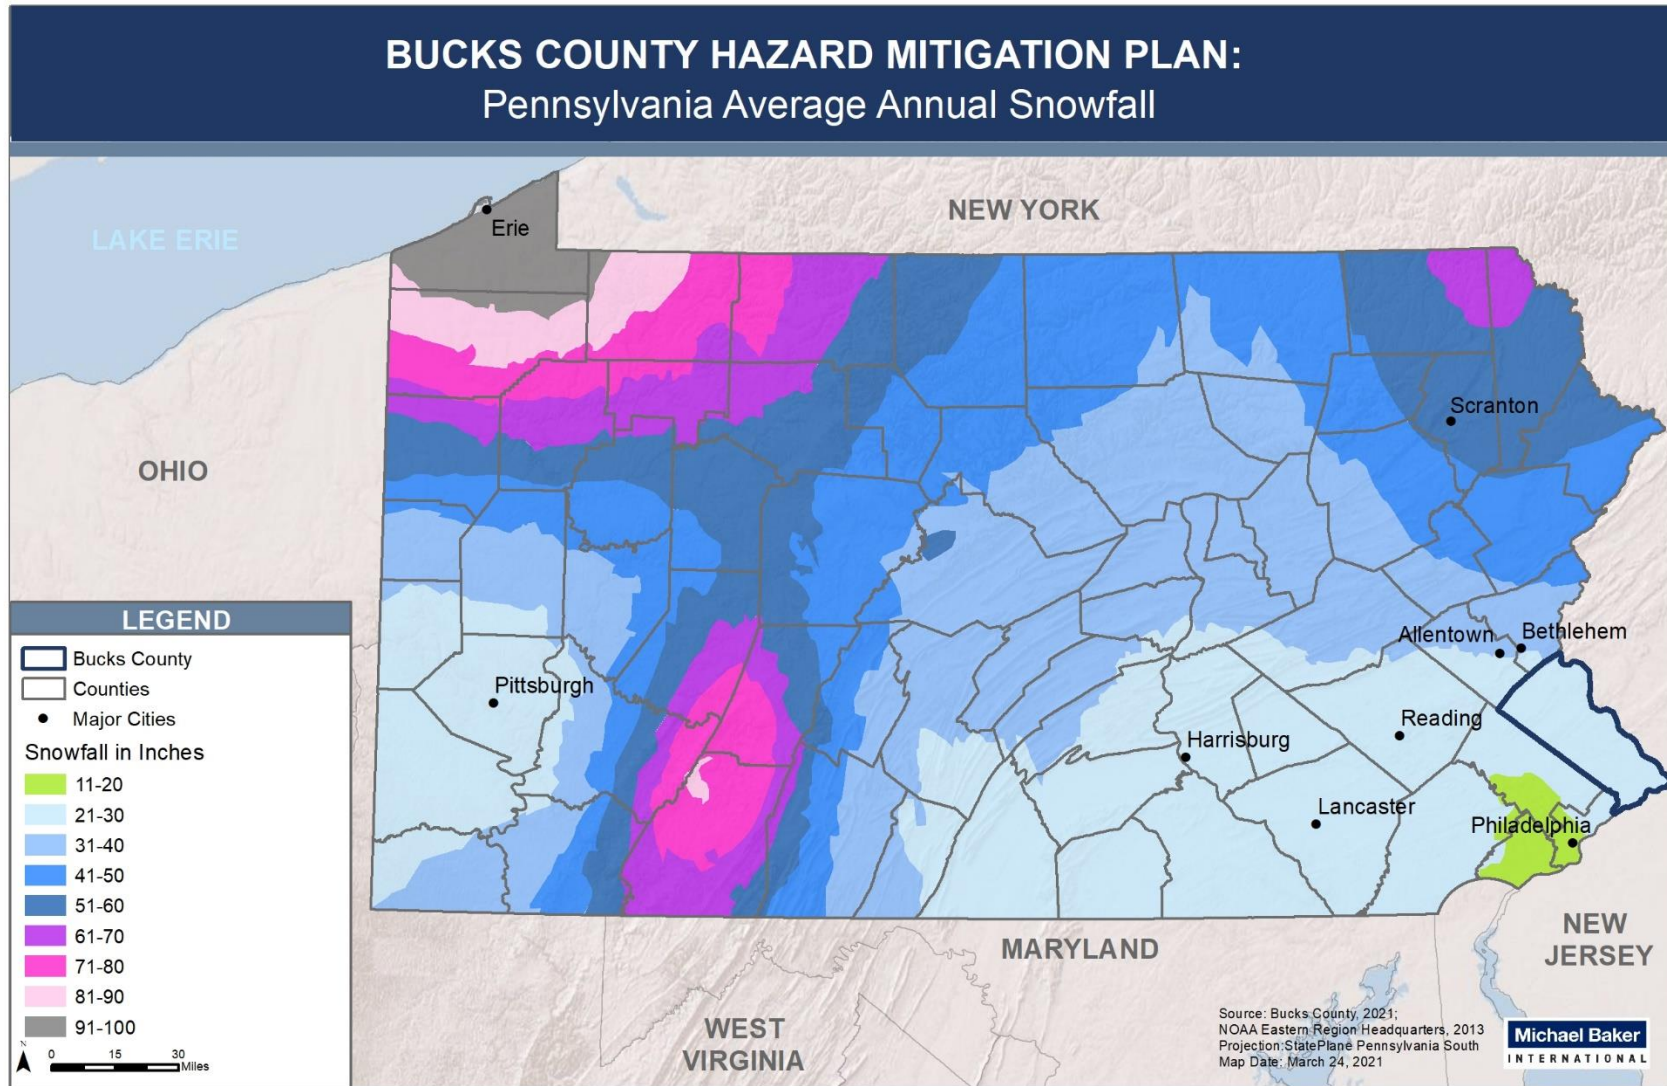 BUCKS COUNTY HAZARD MITIGATION PLAN:
Pennsylvania Average Annual Snowfall
LAKE ERIE
Erie
NEW YORK
OHIO
Scranton
Allentown
Bethlehem
Pittsburgh
Reading
Harrisburg
Lancaster
Philadelphia
MARYLAND
NEW
JERSEY
WEST
VIRGINIA
LEGEND
Bucks County
Counties
Major Cities
Snowfall in Inches
11-20
21-30
31-40
41-50
51-60
61-70
71-80
81-90
91-100
N
0 15 30
Miles
Source: Bucks County, 2021;
NOAA Eastern Region Headquarters, 2013
Projection:StatePlane Pennsylvania South
Map Date: March 24, 2021
Michael Baker
INTERNATIONAL